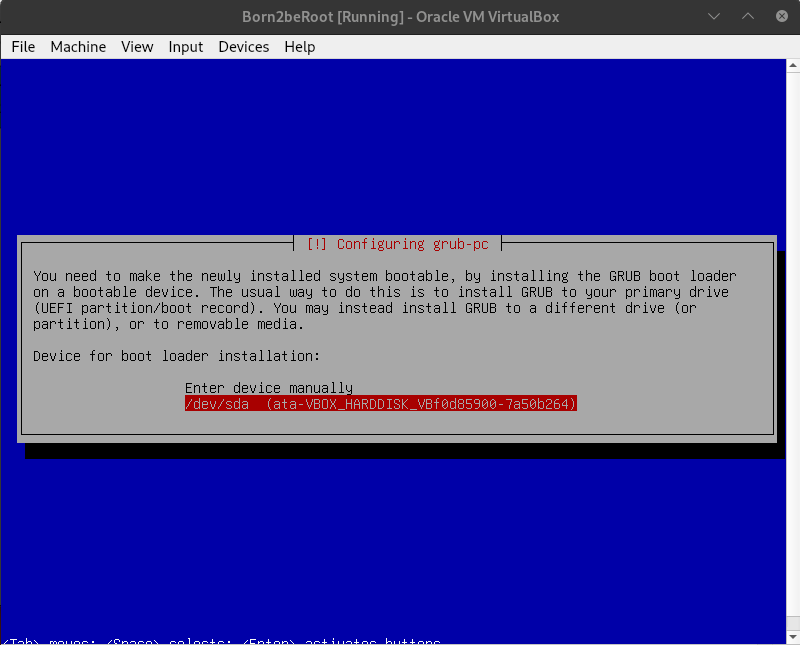 Born2beRoot [Running] - Oracle VM VirtualBox
File Machine View Input Devices Help
[!] Configuring grub-pc
You need to make the newly installed system bootable, by installing the GRUB boot loader
on a bootable device. The usual way to do this is to install GRUB to your primary drive
(UEFI partition/boot record). You may instead install GRUB to a different drive (or
partition), or to removable media.
Device for boot loader installation:
Enter device manually
/dev/sda (ata-VBOX_HARDDISK_VBf0d85900-7a50b264)
<Tab> moves; <Space> selects; <Enter> activates buttons